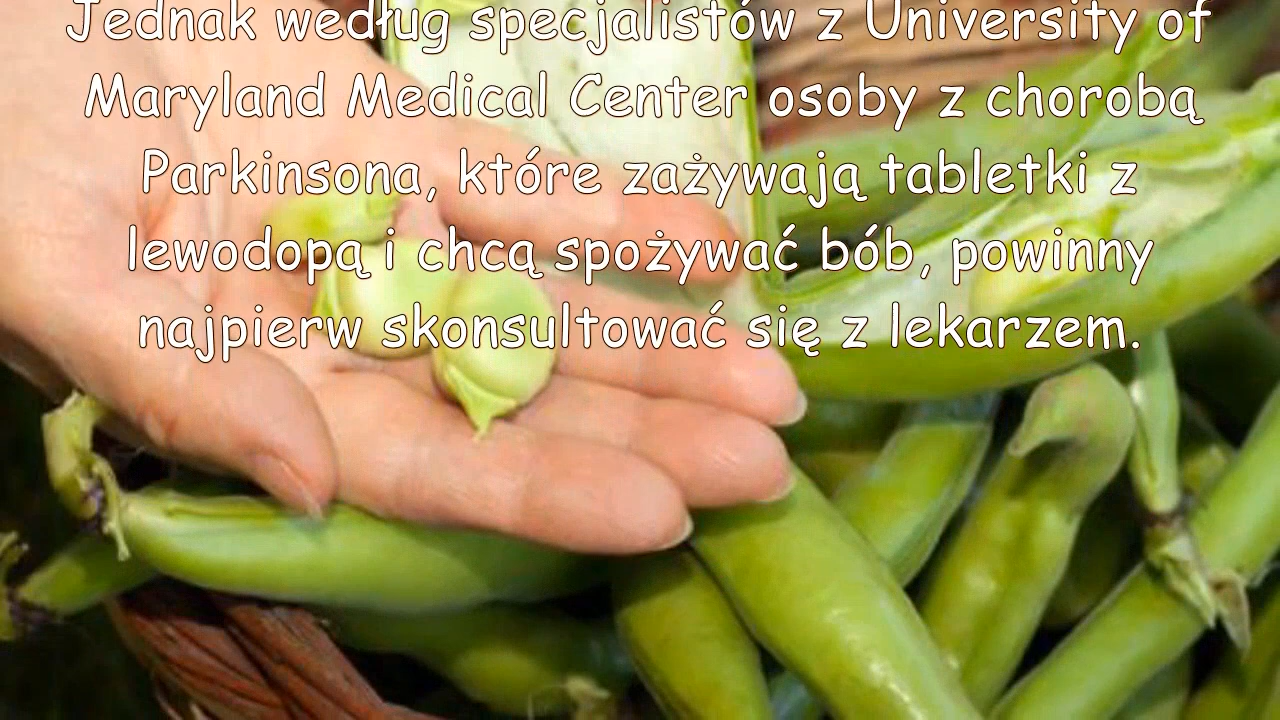 Jednak według specjalistów z University of
Maryland Medical Center osoby z chorobą
Parkinsona, które zażywają tabletki z
lewodopą i chcą spożywać bób, powinny
najpierw skonsultować się z lekarzem.